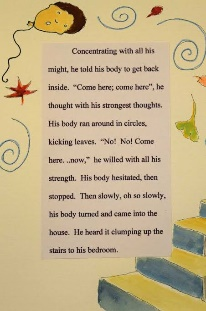 Concentrating with all his
might, he told his body to get back
inside. "Come here; come here", he
thought with his strongest thoughts.
His body ran around in circles,
kicking leaves. "No! No! Come
here. ..now," he willed with all his
strength. His body hesitated, then
stopped. Then slowly, oh so slowly,
his body turned and came into the
house. He heard it clumping up the
stairs to his bedroom.